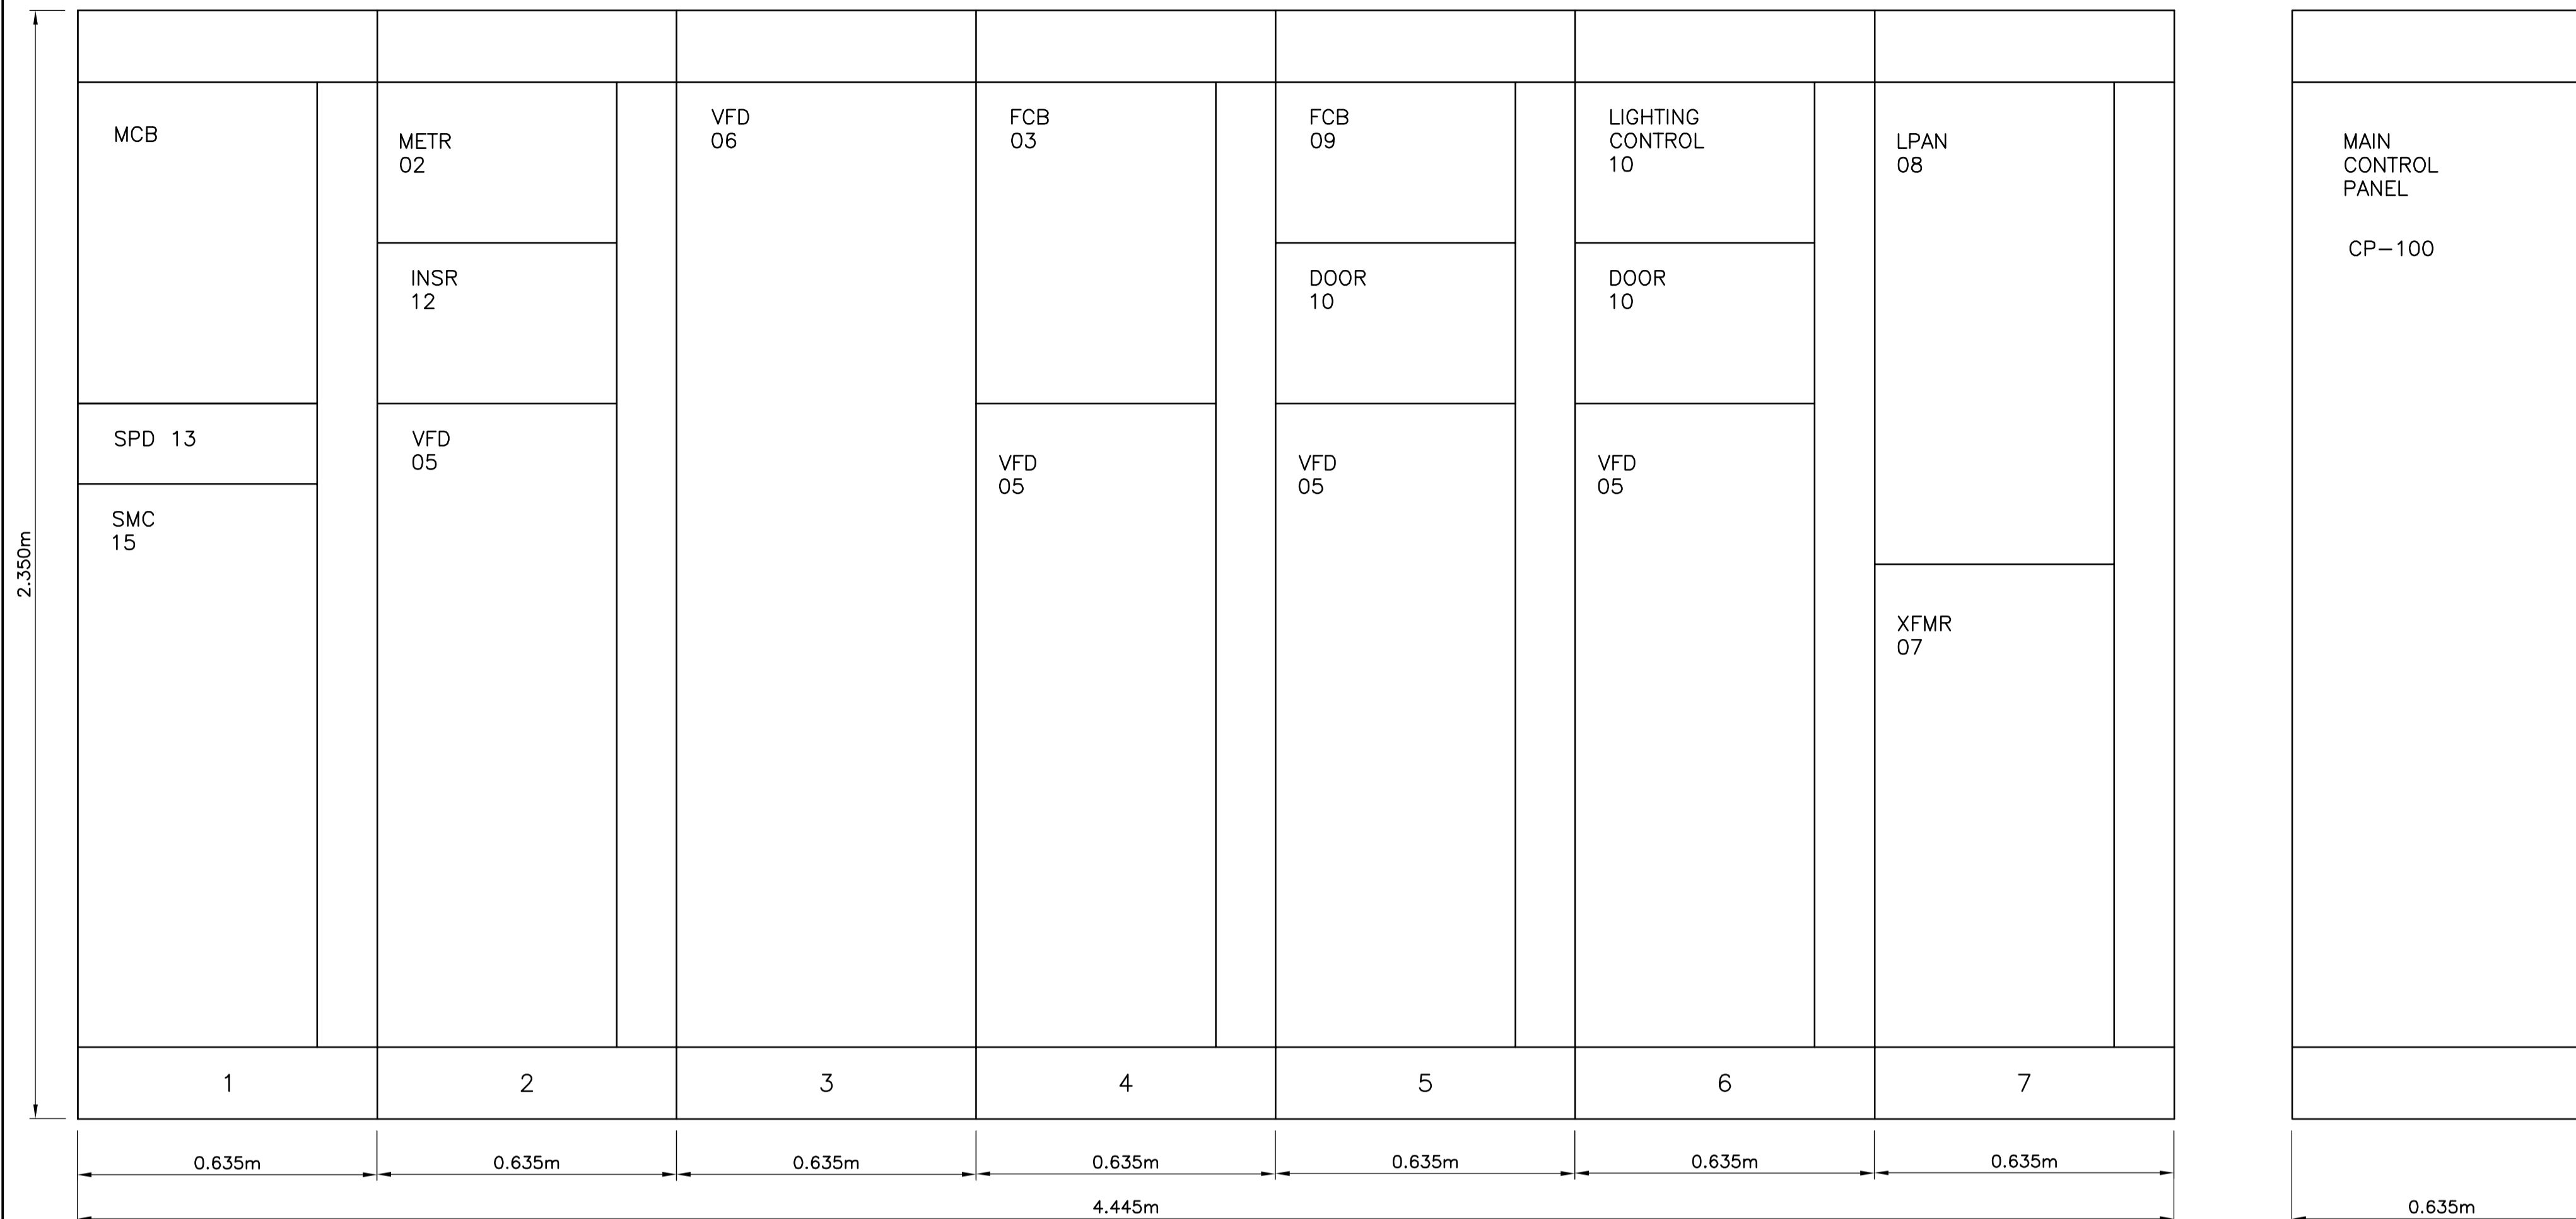 MCB
SPD 13
SMC
15
1
METR
02
INSR
12
VFD
05
2
VFD
06
3
FCB
03
VFD
05
4
FCB
09
DOOR
10
VFD
05
5
LIGHTING
CONTROL
10
DOOR
10
VFD
05
6
LPAN
08
XFMR
07
7
MAIN
CONTROL
PANEL
CP-100
2.350m
0.635m
0.635m
0.635m
0.635m
0.635m
0.635m
0.635m
4.445m
0.635m